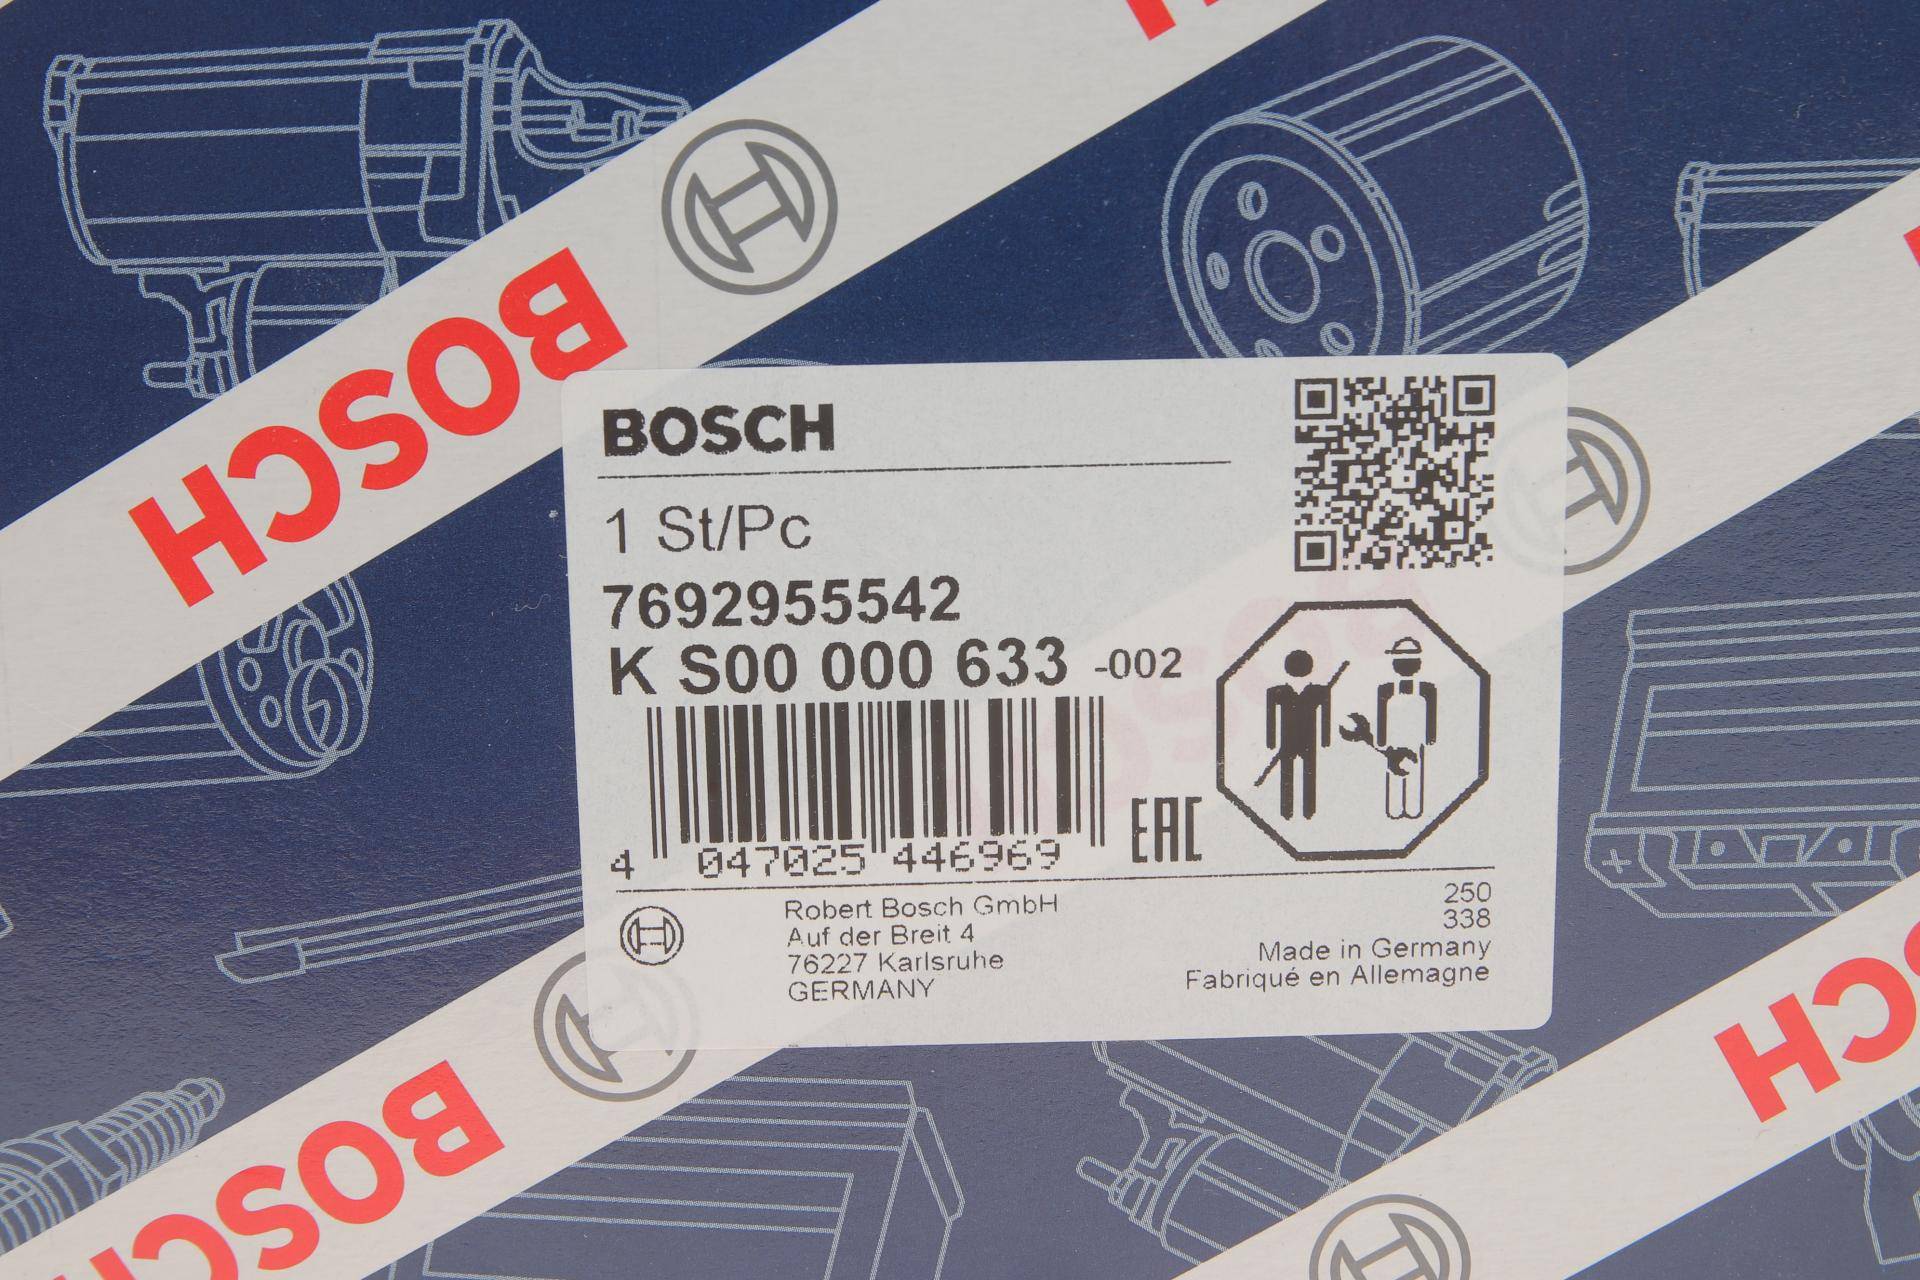 BOSCH
BOSCH
1 St/Pc
7692955542
K S00 000 633 -002
4 047025 446969
EAC
Robert Bosch GmbH
Auf der Breit 4
76227 Karlsruhe
GERMANY
250
338
Made in Germany
Fabriqué en Allemagne
BOSCH
CH